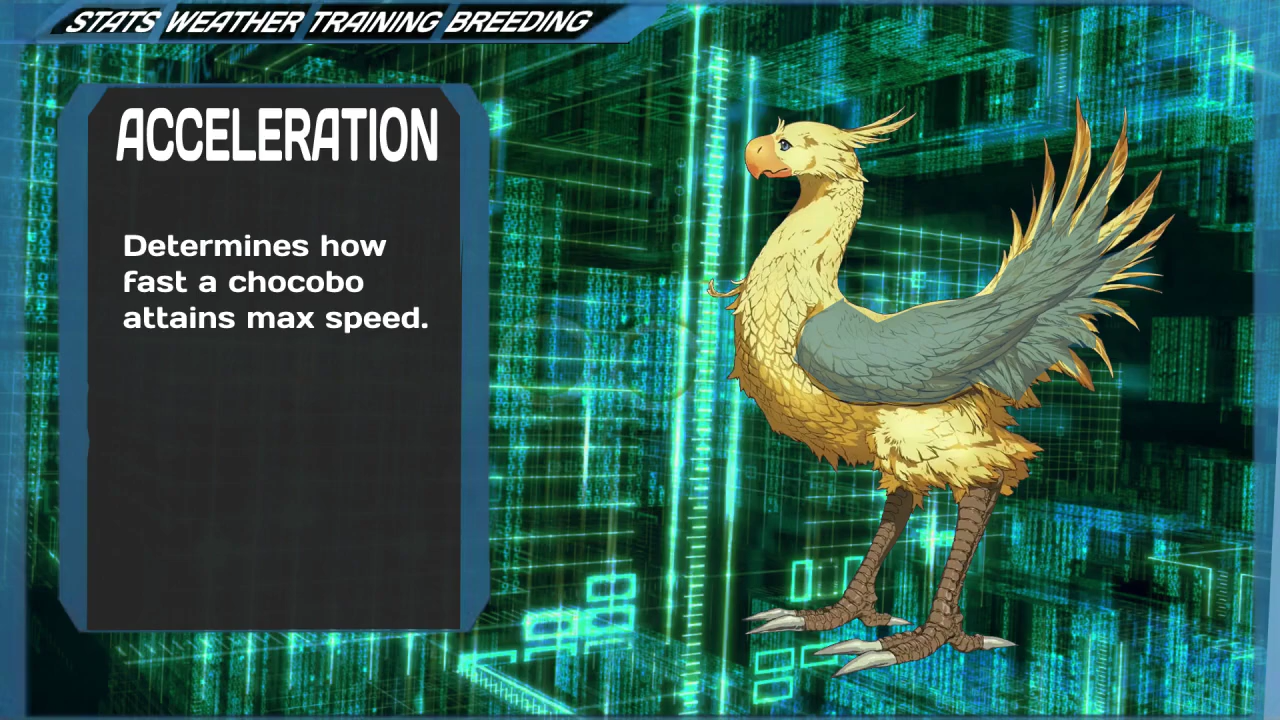 STATS WEATHER TRAINING BREEDING
ACCELERATION
Determines how
fast a chocobo
attains max speed.